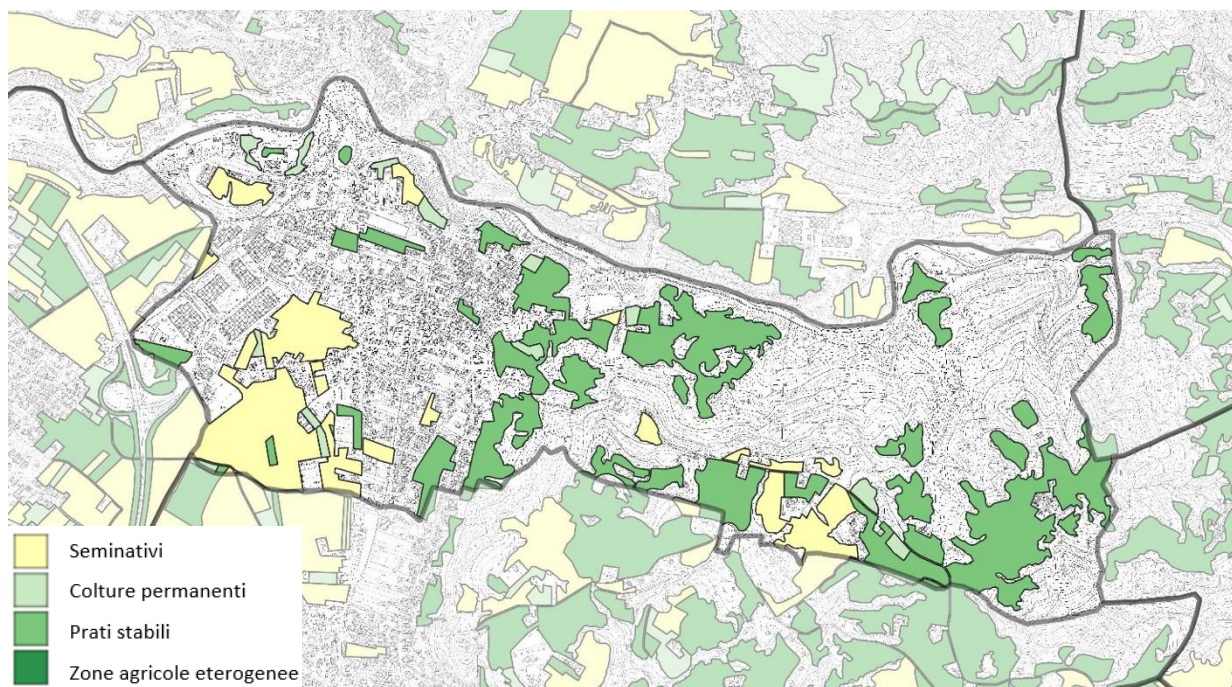 Seminativi
Colture permanenti
Prati stabili
Zone agricole eterogenee